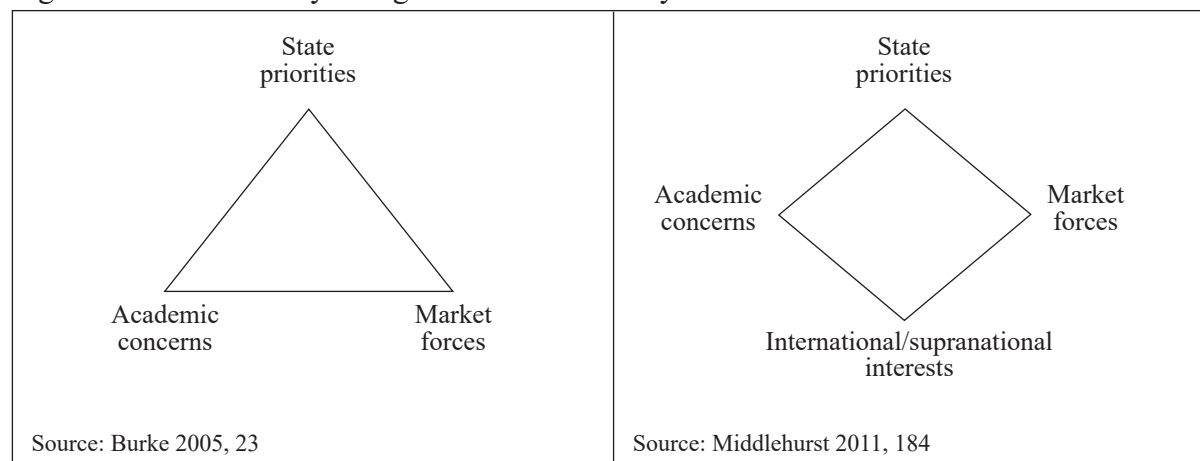 State
priorities
Academic
concerns
Market
forces
Source: Burke 2005, 23
State
priorities
Academic
concerns
Market
forces
International/supranational
interests
Source: Middlehurst 2011, 184